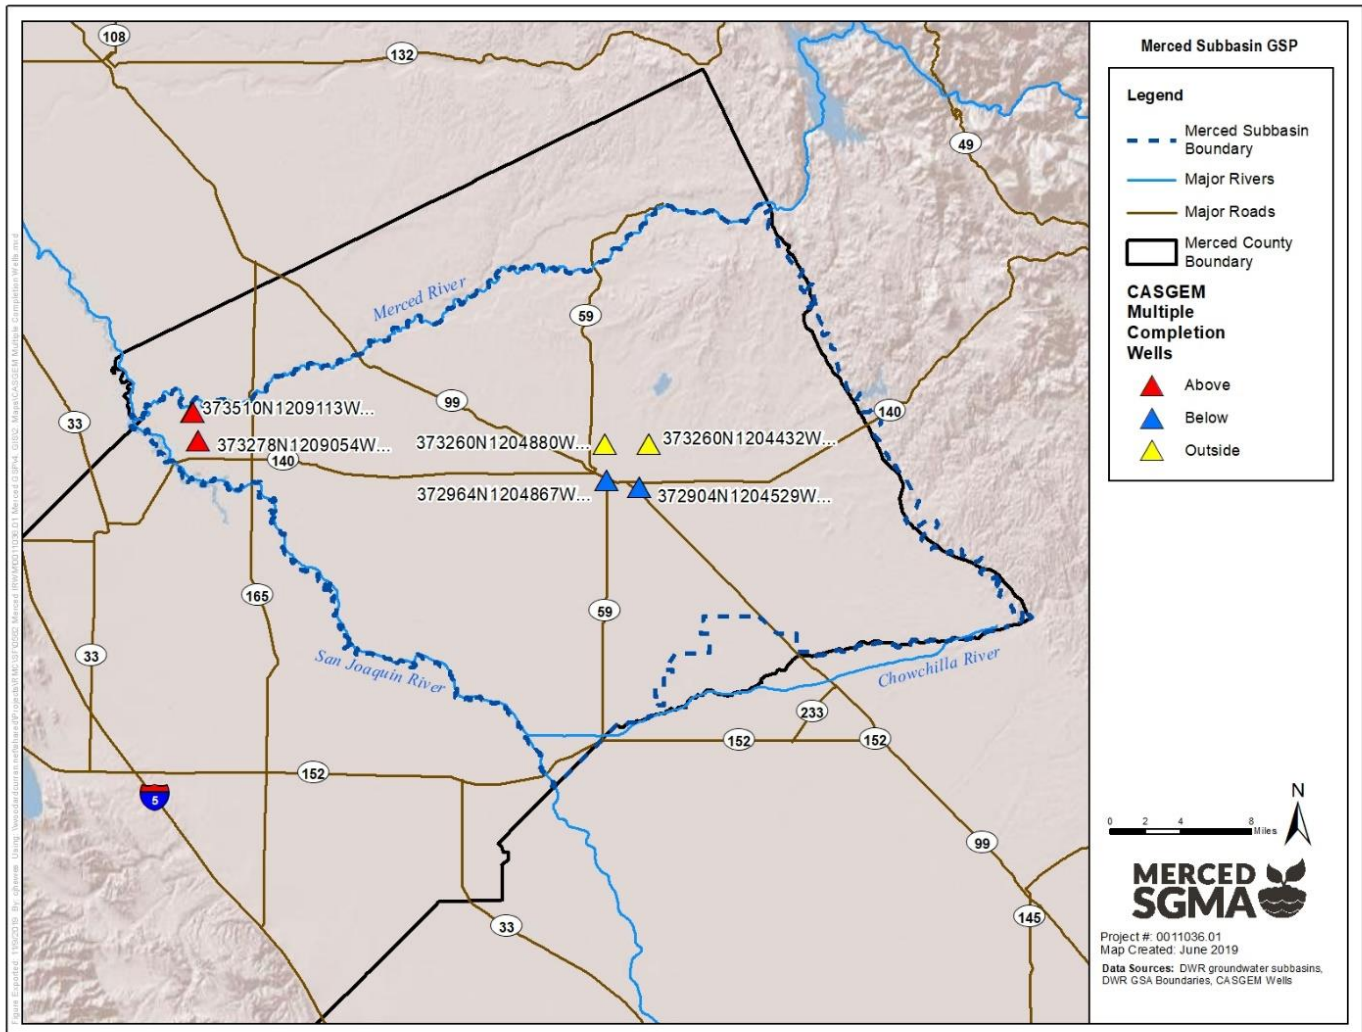 Merced Subbasin GSP
Legend
Merced Subbasin
Boundary
Major Rivers
Major Roads
Merced County
Boundary
CASGEM
Multiple
Completion
Wells
Above
Below
Outside
108
132
49
Merced River
59
99
33
140
373510N1209113W...
373278N1209054W...
140
373260N1204880W...
373260N1204432W...
372964N1204867W...
372904N1204529W...
165
59
33
San Joaquin River
Chowchilla River
233
152
152
152
5
99
33
145
N
0 2 4 8
Miles
MERCED
SGMA
Project #: 0011036.01
Map Created: June 2019
Data Sources: DWR groundwater subbasins,
DWR GSA Boundaries, CASGEM Wells